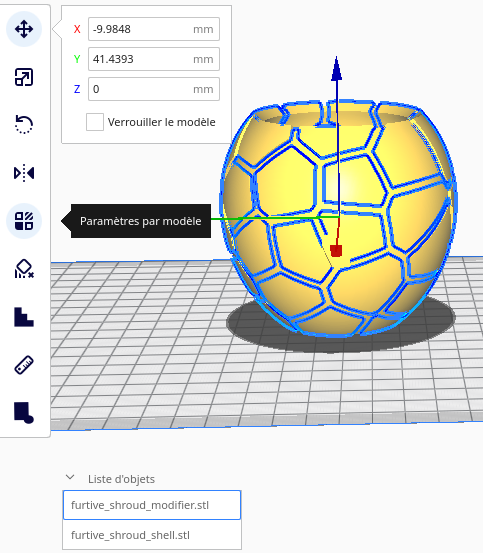 X -9.9848 mm
Y 41.4393 mm
Z 0 mm
Verrouiller le modèle
Paramètres par modèle
Liste d'objets
furtive_shroud_modifier.stl
furtive_shroud_shell.stl